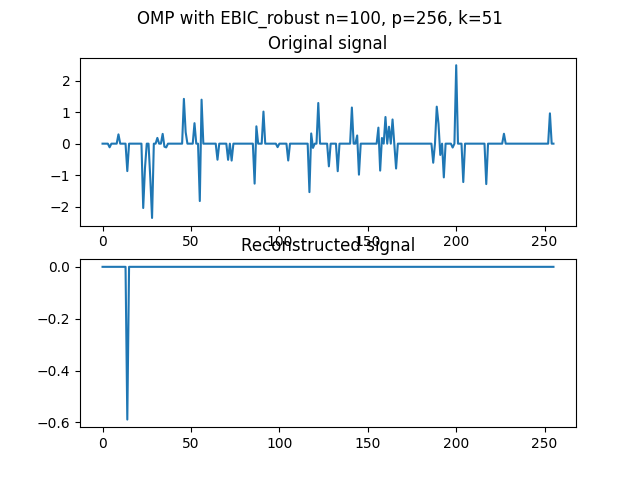 OMP with EBIC_robust n=100, p=256, k=51
Original signal
2
1
0
−1
−2
0 50 100 150 200 250
Reconstructed signal
0.0
−0.2
−0.4
−0.6
0 50 100 150 200 250